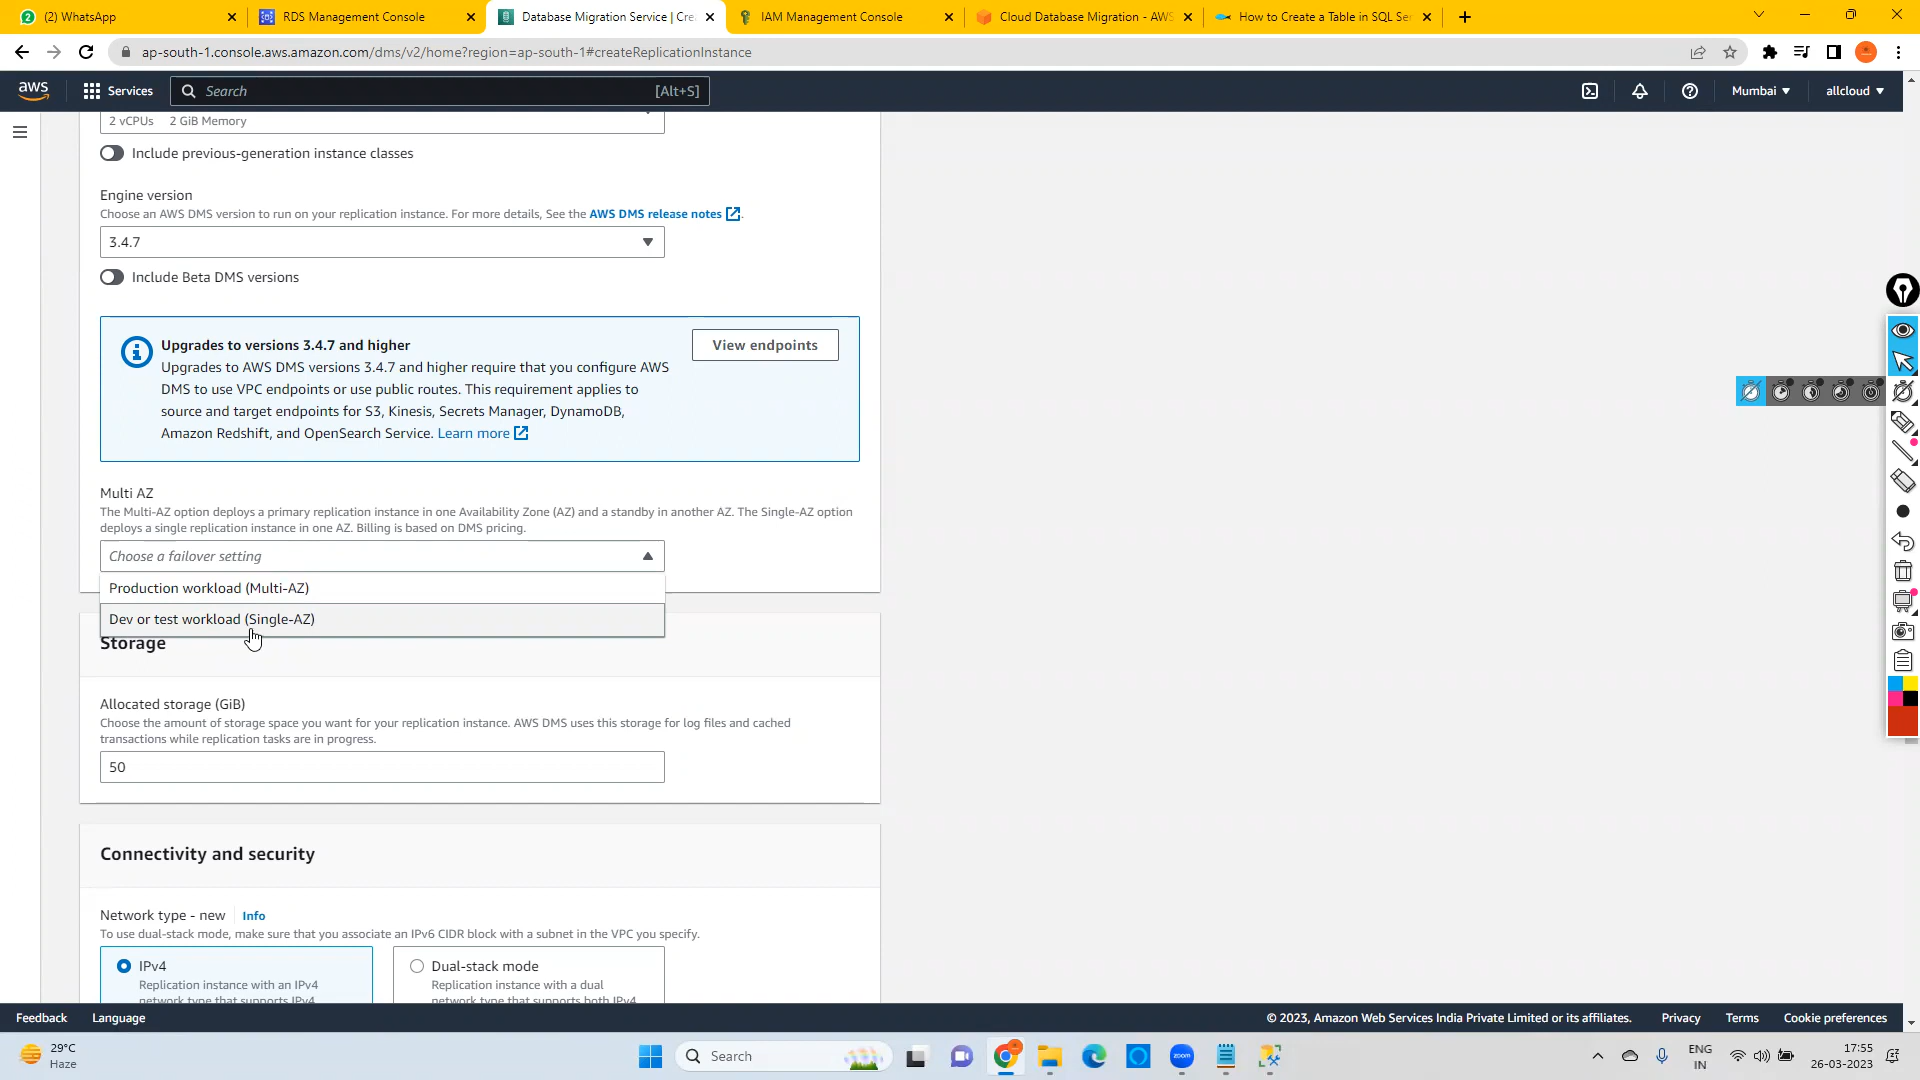 (2) WhatsApp
RDS Management Console
Database Migration Service | Cre
IAM Management Console
Cloud Database Migration - AWS
How to Create a Table in SQL Ser
ap-south-1.console.aws.amazon.com/dms/v2/home?region=ap-south-1#createReplicationInstance
aws
Services
Search
[Alt+S]
Mumbai
allcloud
2 vCPUs 2 GiB Memory
Include previous-generation instance classes
Engine version
Choose an AWS DMS version to run on your replication instance. For more details, See the AWS DMS release notes .
3.4.7
Include Beta DMS versions
Upgrades to versions 3.4.7 and higher
View endpoints
Upgrades to AWS DMS versions 3.4.7 and higher require that you configure AWS
DMS to use VPC endpoints or use public routes. This requirement applies to
source and target endpoints for S3, Kinesis, Secrets Manager, DynamoDB,
Amazon Redshift, and OpenSearch Service. Learn more
Multi AZ
The Multi-AZ option deploys a primary replication instance in one Availability Zone (AZ) and a standby in another AZ. The Single-AZ option
deploys a single replication instance in one AZ. Billing is based on DMS pricing.
Choose a failover setting
Production workload (Multi-AZ)
Dev or test workload (Single-AZ)
Storage
Allocated storage (GiB)
Choose the amount of storage space you want for your replication instance. AWS DMS uses this storage for log files and cached
transactions while replication tasks are in progress.
50
Connectivity and security
Network type - new Info
To use dual-stack mode, make sure that you associate an IPv6 CIDR block with a subnet in the VPC you specify.
IPv4
Replication instance with an IPv4
network type that supports IPv4
Dual-stack mode
Replication instance with a dual
network type that supports both IPv4
Feedback
Language
© 2023, Amazon Web Services India Private Limited or its affiliates.
Privacy
Terms
Cookie preferences
29°C
Haze
Search
zoom
ENG
IN
17:55
26-03-2023